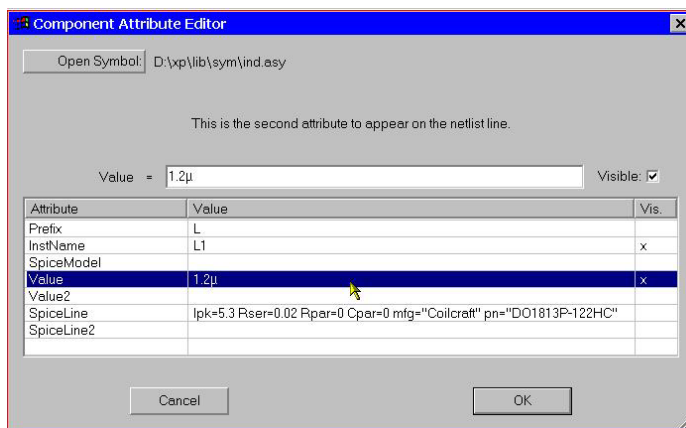 Component Attribute Editor
Open Symbol: D:\xp\lib\sym\ind.asy
This is the second attribute to appear on the netlist line.
Value = 1.2µ Visible:
Attribute Value Vis.
Prefix L
InstName L1 x
SpiceModel
Value 1.2µ x
Value2
SpiceLine Ipk=5.3 Rser=0.02 Rpar=0 Cpar=0 mfg="Coilcraft" pn="DO1813P-122HC"
SpiceLine2
Cancel OK